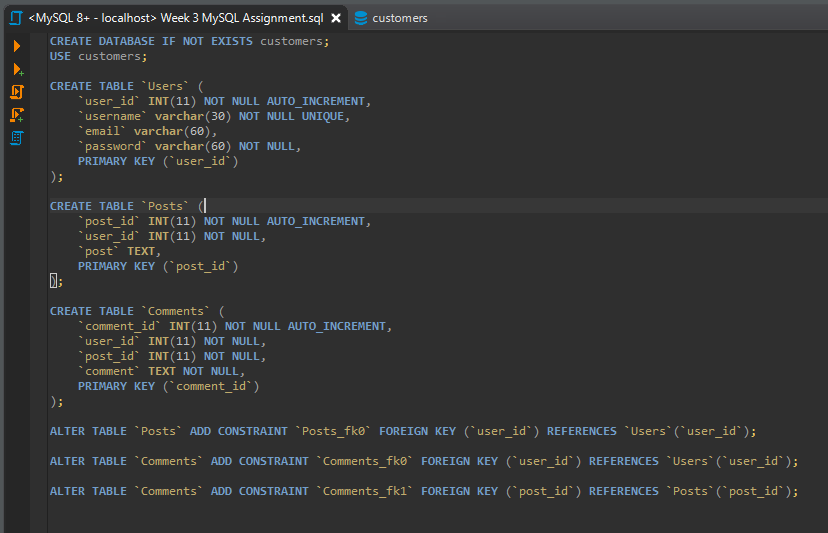 <MySQL 8+ - localhost> Week 3 MySQL Assignment.sql customers
CREATE DATABASE IF NOT EXISTS customers;
USE customers;
CREATE TABLE `Users` (
`user_id` INT(11) NOT NULL AUTO_INCREMENT,
`username` varchar(30) NOT NULL UNIQUE,
`email` varchar(60),
`password` varchar(60) NOT NULL,
PRIMARY KEY (`user_id`)
);
CREATE TABLE `Posts` (
`post_id` INT(11) NOT NULL AUTO_INCREMENT,
`user_id` INT(11) NOT NULL,
`post` TEXT,
PRIMARY KEY (`post_id`)
);
CREATE TABLE `Comments` (
`comment_id` INT(11) NOT NULL AUTO_INCREMENT,
`user_id` INT(11) NOT NULL,
`post_id` INT(11) NOT NULL,
`comment` TEXT NOT NULL,
PRIMARY KEY (`comment_id`)
);
ALTER TABLE `Posts` ADD CONSTRAINT `Posts_fk0` FOREIGN KEY (`user_id`) REFERENCES `Users`(`user_id`);
ALTER TABLE `Comments` ADD CONSTRAINT `Comments_fk0` FOREIGN KEY (`user_id`) REFERENCES `Users`(`user_id`);
ALTER TABLE `Comments` ADD CONSTRAINT `Comments_fk1` FOREIGN KEY (`post_id`) REFERENCES `Posts`(`post_id`);